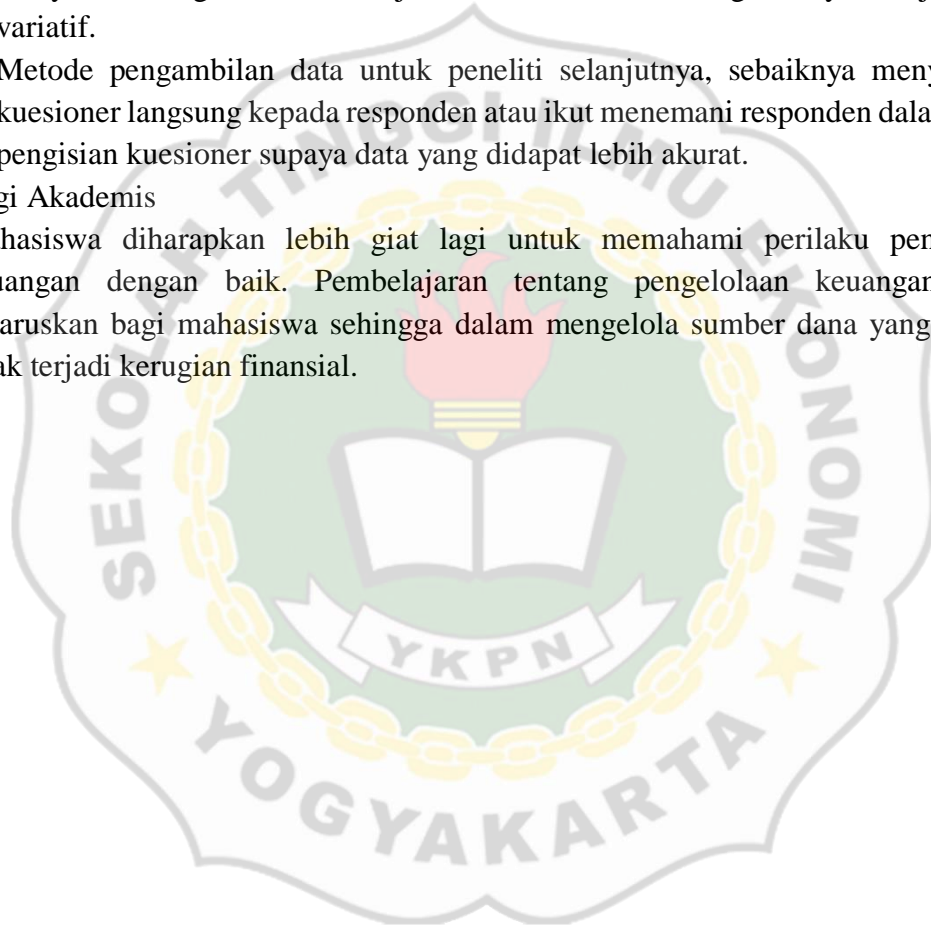 variatif.
Metode pengambilan data untuk peneliti selanjutnya, sebaiknya meny
kuesioner langsung kepada responden atau ikut menemani responden dala
pengisian kuesioner supaya data yang didapat lebih akurat.
gi Akademis
hasiswa diharapkan lebih giat lagi untuk memahami perilaku pen
uangan dengan baik. Pembelajaran tentang pengelolaan keuangan
aruskan bagi mahasiswa sehingga dalam mengelola sumber dana yang
ak terjadi kerugian finansial.
SEKOLAH TINGGI ILMU EKONOMI
YKPN
YOGYAKARTA